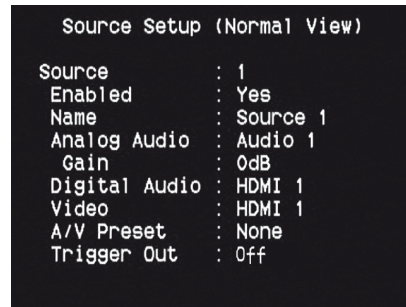 Source Setup (Normal View)
Source : 1
Enabled : Yes
Name : Source 1
Analog Audio : Audio 1
Gain : 0dB
Digital Audio : HDMI 1
Video : HDMI 1
A/V Preset : None
Trigger Out : Off